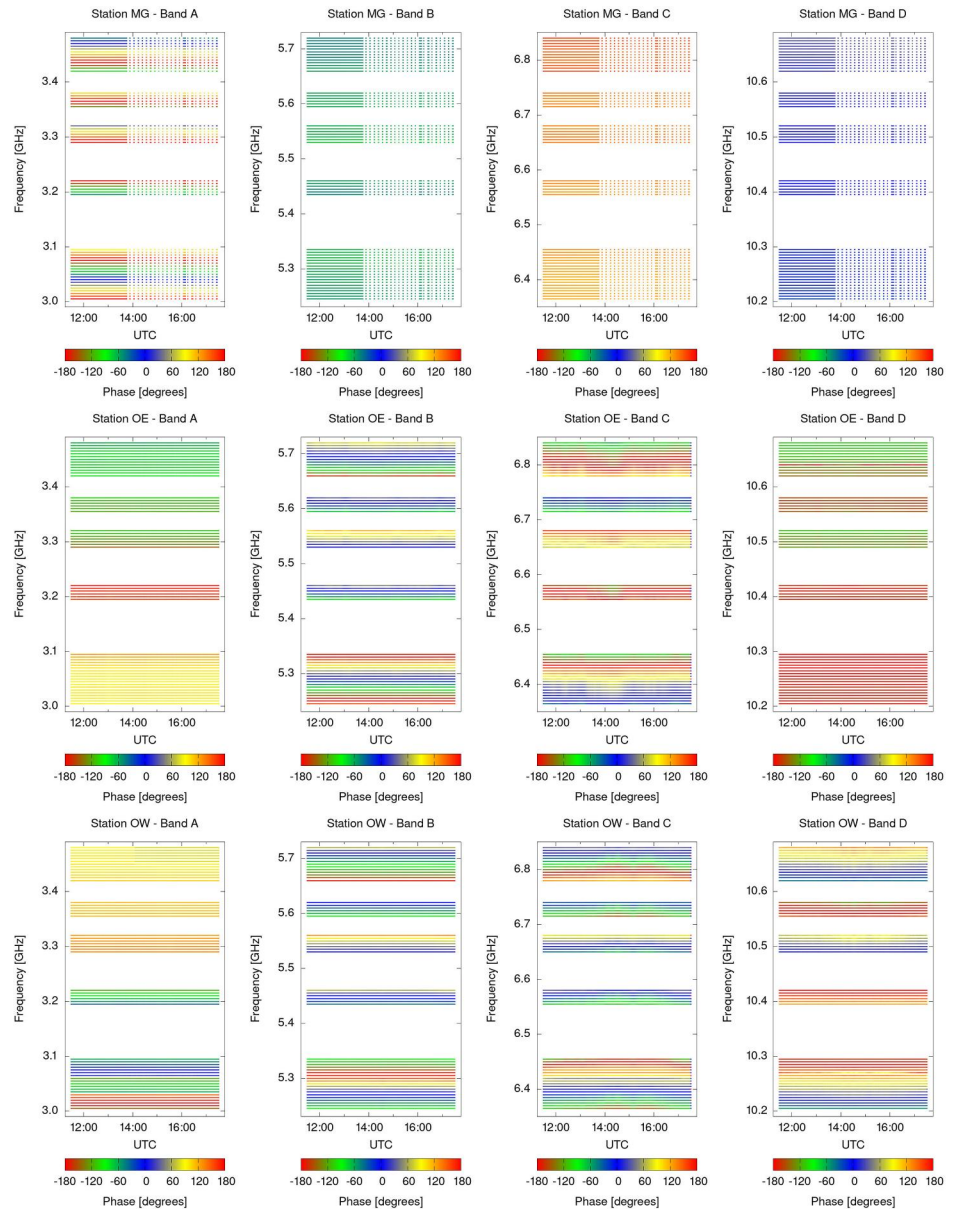 Station MG - Band A
Station MG - Band B
Station MG - Band C
Station MG - Band D
Frequency [GHz]
3.4
3.3
3.2
3.1
3.0
Frequency [GHz]
5.7
5.6
5.5
5.4
5.3
Frequency [GHz]
6.8
6.7
6.6
6.5
6.4
Frequency [GHz]
10.6
10.5
10.4
10.3
10.2
12:00 14:00 16:00
12:00 14:00 16:00
12:00 14:00 16:00
12:00 14:00 16:00
UTC
UTC
UTC
UTC
-180 -120 -60 0 60 120 180
-180 -120 -60 0 60 120 180
-180 -120 -60 0 60 120 180
-180 -120 -60 0 60 120 180
Phase [degrees]
Phase [degrees]
Phase [degrees]
Phase [degrees]
Station OE - Band A
Station OE - Band B
Station OE - Band C
Station OE - Band D
Frequency [GHz]
3.4
3.3
3.2
3.1
3.0
Frequency [GHz]
5.7
5.6
5.5
5.4
5.3
Frequency [GHz]
6.8
6.7
6.6
6.5
6.4
Frequency [GHz]
10.6
10.5
10.4
10.3
10.2
12:00 14:00 16:00
12:00 14:00 16:00
12:00 14:00 16:00
12:00 14:00 16:00
UTC
UTC
UTC
UTC
-180 -120 -60 0 60 120 180
-180 -120 -60 0 60 120 180
-180 -120 -60 0 60 120 180
-180 -120 -60 0 60 120 180
Phase [degrees]
Phase [degrees]
Phase [degrees]
Phase [degrees]
Station OW - Band A
Station OW - Band B
Station OW - Band C
Station OW - Band D
Frequency [GHz]
3.4
3.3
3.2
3.1
3.0
Frequency [GHz]
5.7
5.6
5.5
5.4
5.3
Frequency [GHz]
6.8
6.7
6.6
6.5
6.4
Frequency [GHz]
10.6
10.5
10.4
10.3
10.2
12:00 14:00 16:00
12:00 14:00 16:00
12:00 14:00 16:00
12:00 14:00 16:00
UTC
UTC
UTC
UTC
-180 -120 -60 0 60 120 180
-180 -120 -60 0 60 120 180
-180 -120 -60 0 60 120 180
-180 -120 -60 0 60 120 180
Phase [degrees]
Phase [degrees]
Phase [degrees]
Phase [degrees]